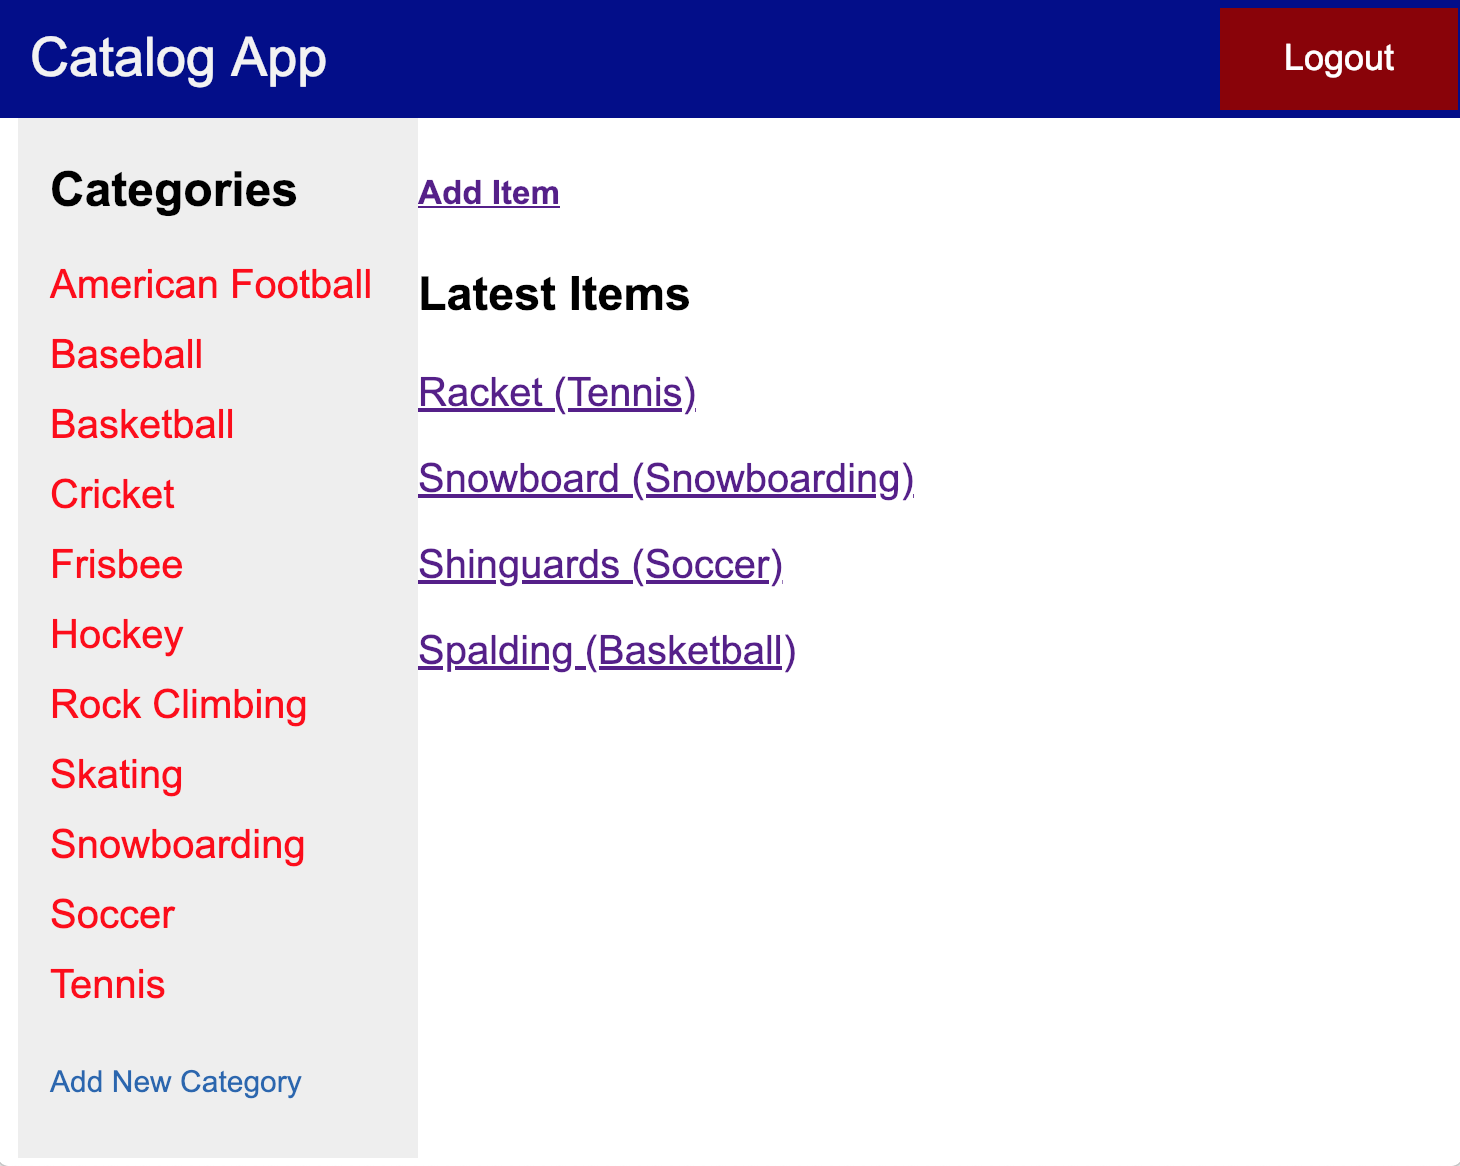 Catalog App
Logout
Categories
American Football
Baseball
Basketball
Cricket
Frisbee
Hockey
Rock Climbing
Skating
Snowboarding
Soccer
Tennis
Add New Category
Add Item
Latest Items
Racket (Tennis)
Snowboard (Snowboarding)
Shinguards (Soccer)
Spalding (Basketball)